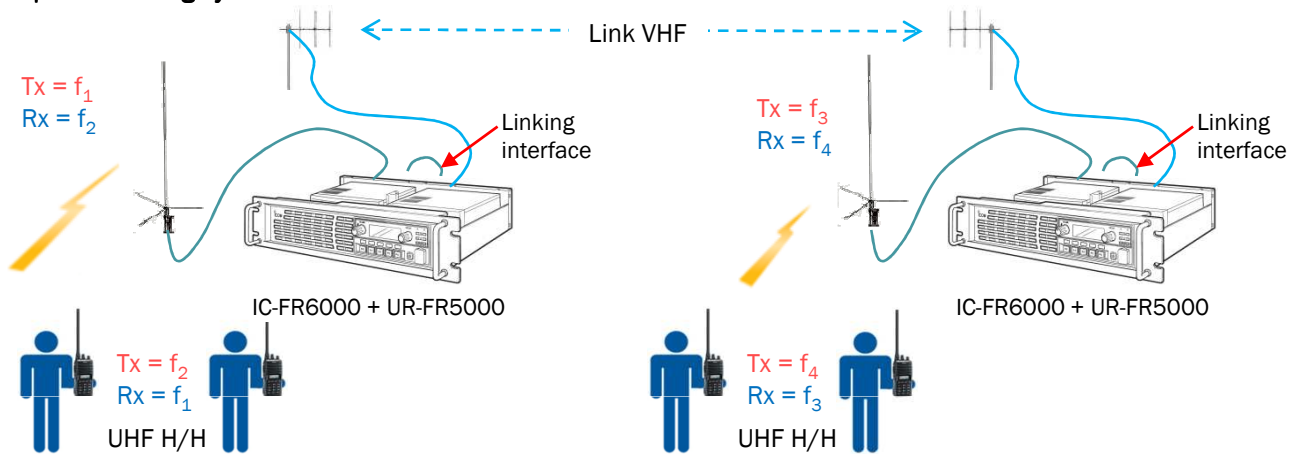 Link VHF
Tx = f₁
Rx = f₂
Linking
interface
Tx = f₃
Rx = f₄
Linking
interface
IC-FR6000 + UR-FR5000
IC-FR6000 + UR-FR5000
Tx = f₂
Rx = f₁
UHF H/H
Tx = f₄
Rx = f₃
UHF H/H